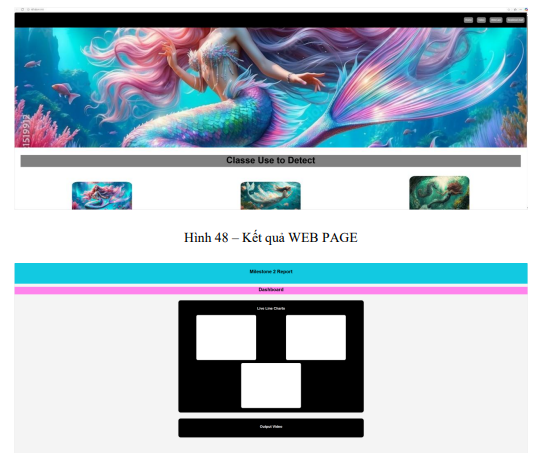 Classe Use to Detect
Hình 48 – Kết quả WEB PAGE
Milestone 2 Report
Dashboard
Live Line Charts
Output Video